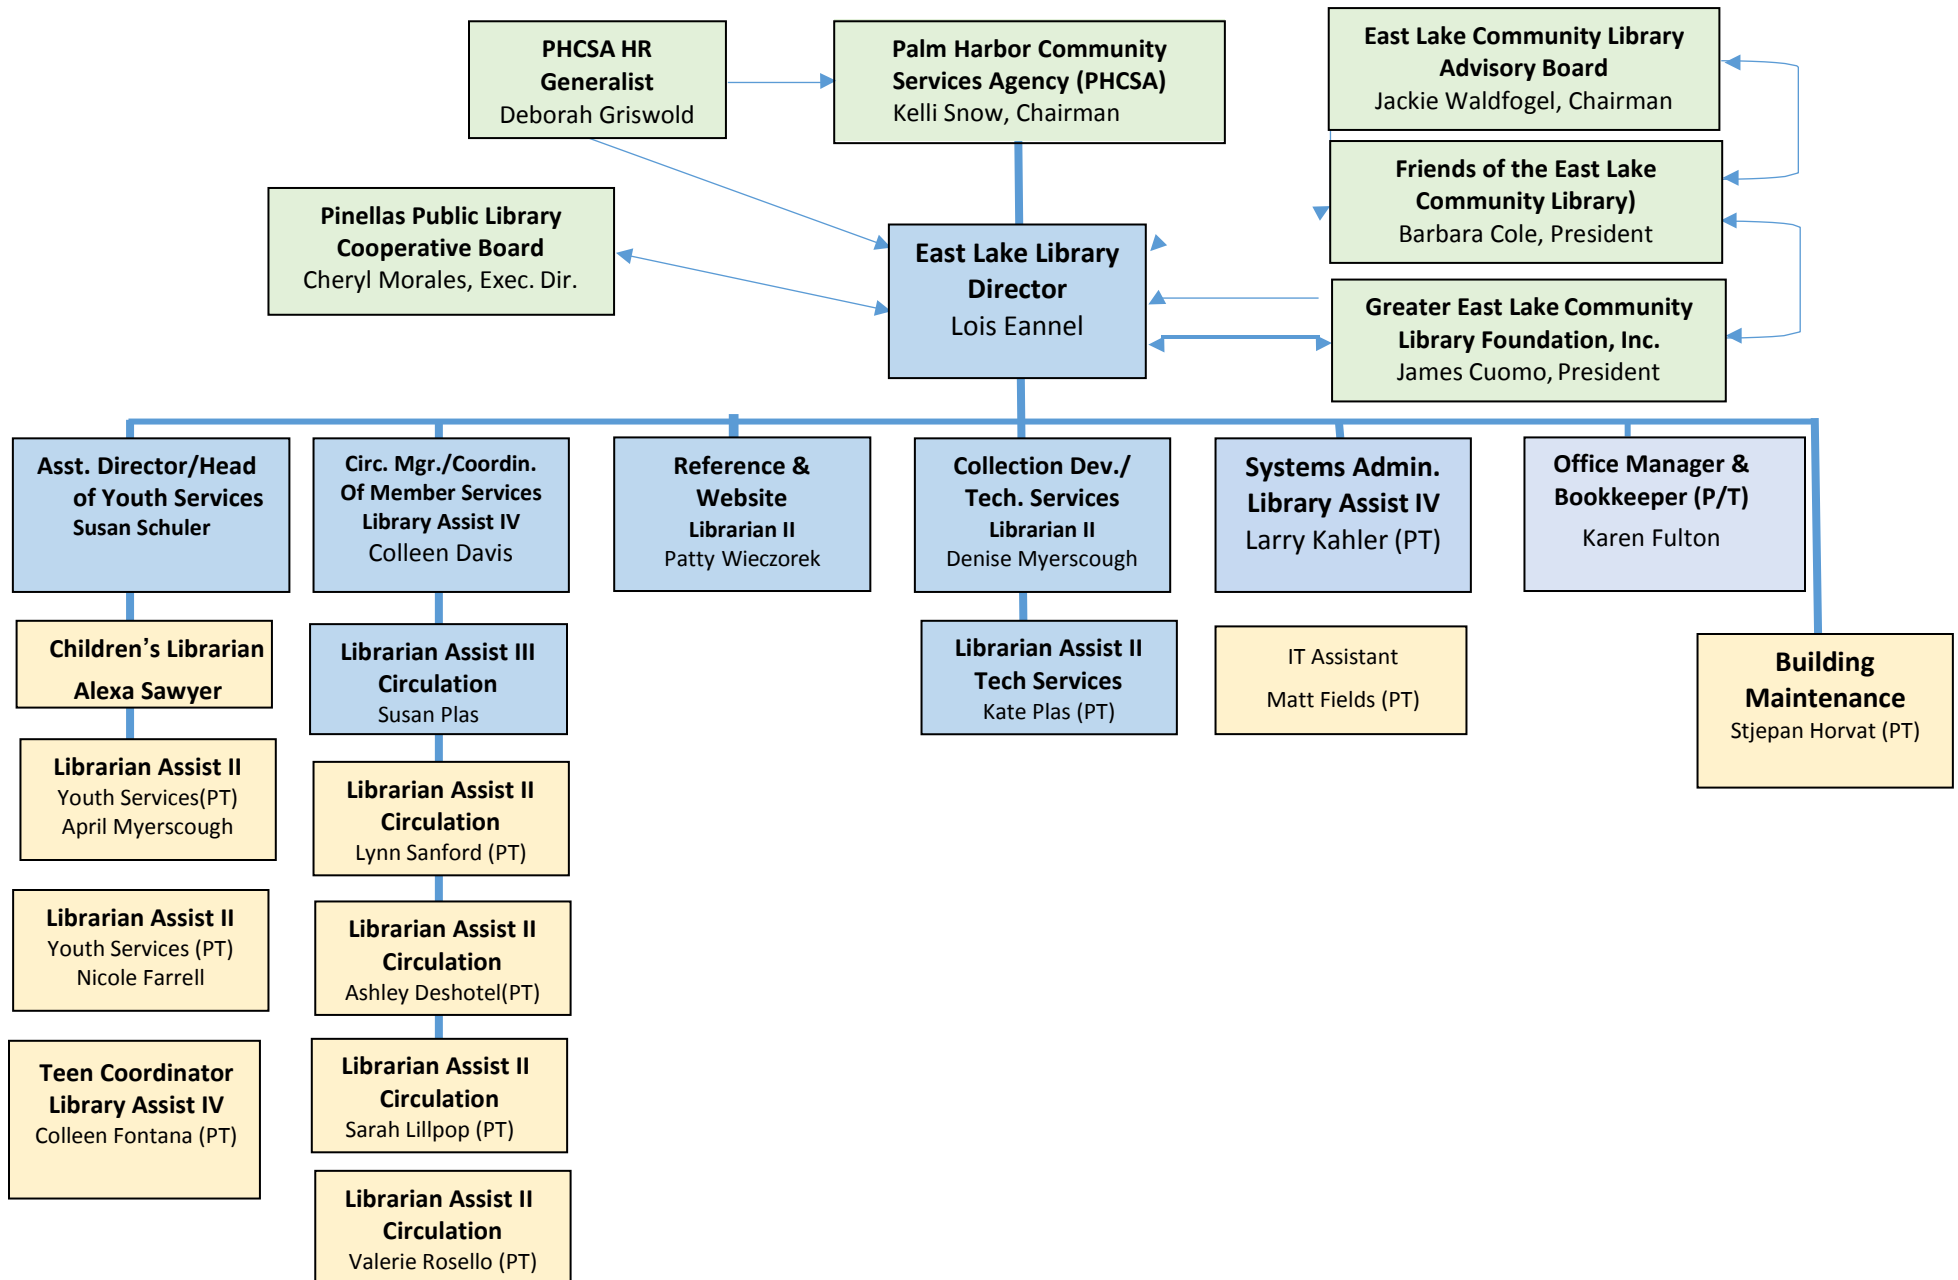 PHCSA HR
Generalist
Deborah Griswold
Palm Harbor Community
Services Agency (PHCSA)
Kelli Snow, Chairman
East Lake Community Library
Advisory Board
Jackie Waldfogel, Chairman
Friends of the East Lake
Community Library)
Barbara Cole, President
Pinellas Public Library
Cooperative Board
Cheryl Morales, Exec. Dir.
East Lake Library
Director
Lois Eannel
Greater East Lake Community
Library Foundation, Inc.
James Cuomo, President
Asst. Director/Head
of Youth Services
Susan Schuler
Circ. Mgr./Coordin.
Of Member Services
Library Assist IV
Colleen Davis
Reference &
Website
Librarian II
Patty Wieczorek
Collection Dev./
Tech. Services
Librarian II
Denise Myerscough
Systems Admin.
Library Assist IV
Larry Kahler (PT)
Office Manager &
Bookkeeper (P/T)
Karen Fulton
Children's Librarian
Alexa Sawyer
Librarian Assist III
Circulation
Susan Plas
Librarian Assist II
Tech Services
Kate Plas (PT)
IT Assistant
Matt Fields (PT)
Building
Maintenance
Stjepan Horvat (PT)
Librarian Assist II
Youth Services(PT)
April Myerscough
Librarian Assist II
Circulation
Lynn Sanford (PT)
Librarian Assist II
Youth Services (PT)
Nicole Farrell
Librarian Assist II
Circulation
Ashley Deshotel(PT)
Teen Coordinator
Library Assist IV
Colleen Fontana (PT)
Librarian Assist II
Circulation
Sarah Lillpop (PT)
Librarian Assist II
Circulation
Valerie Rosello (PT)